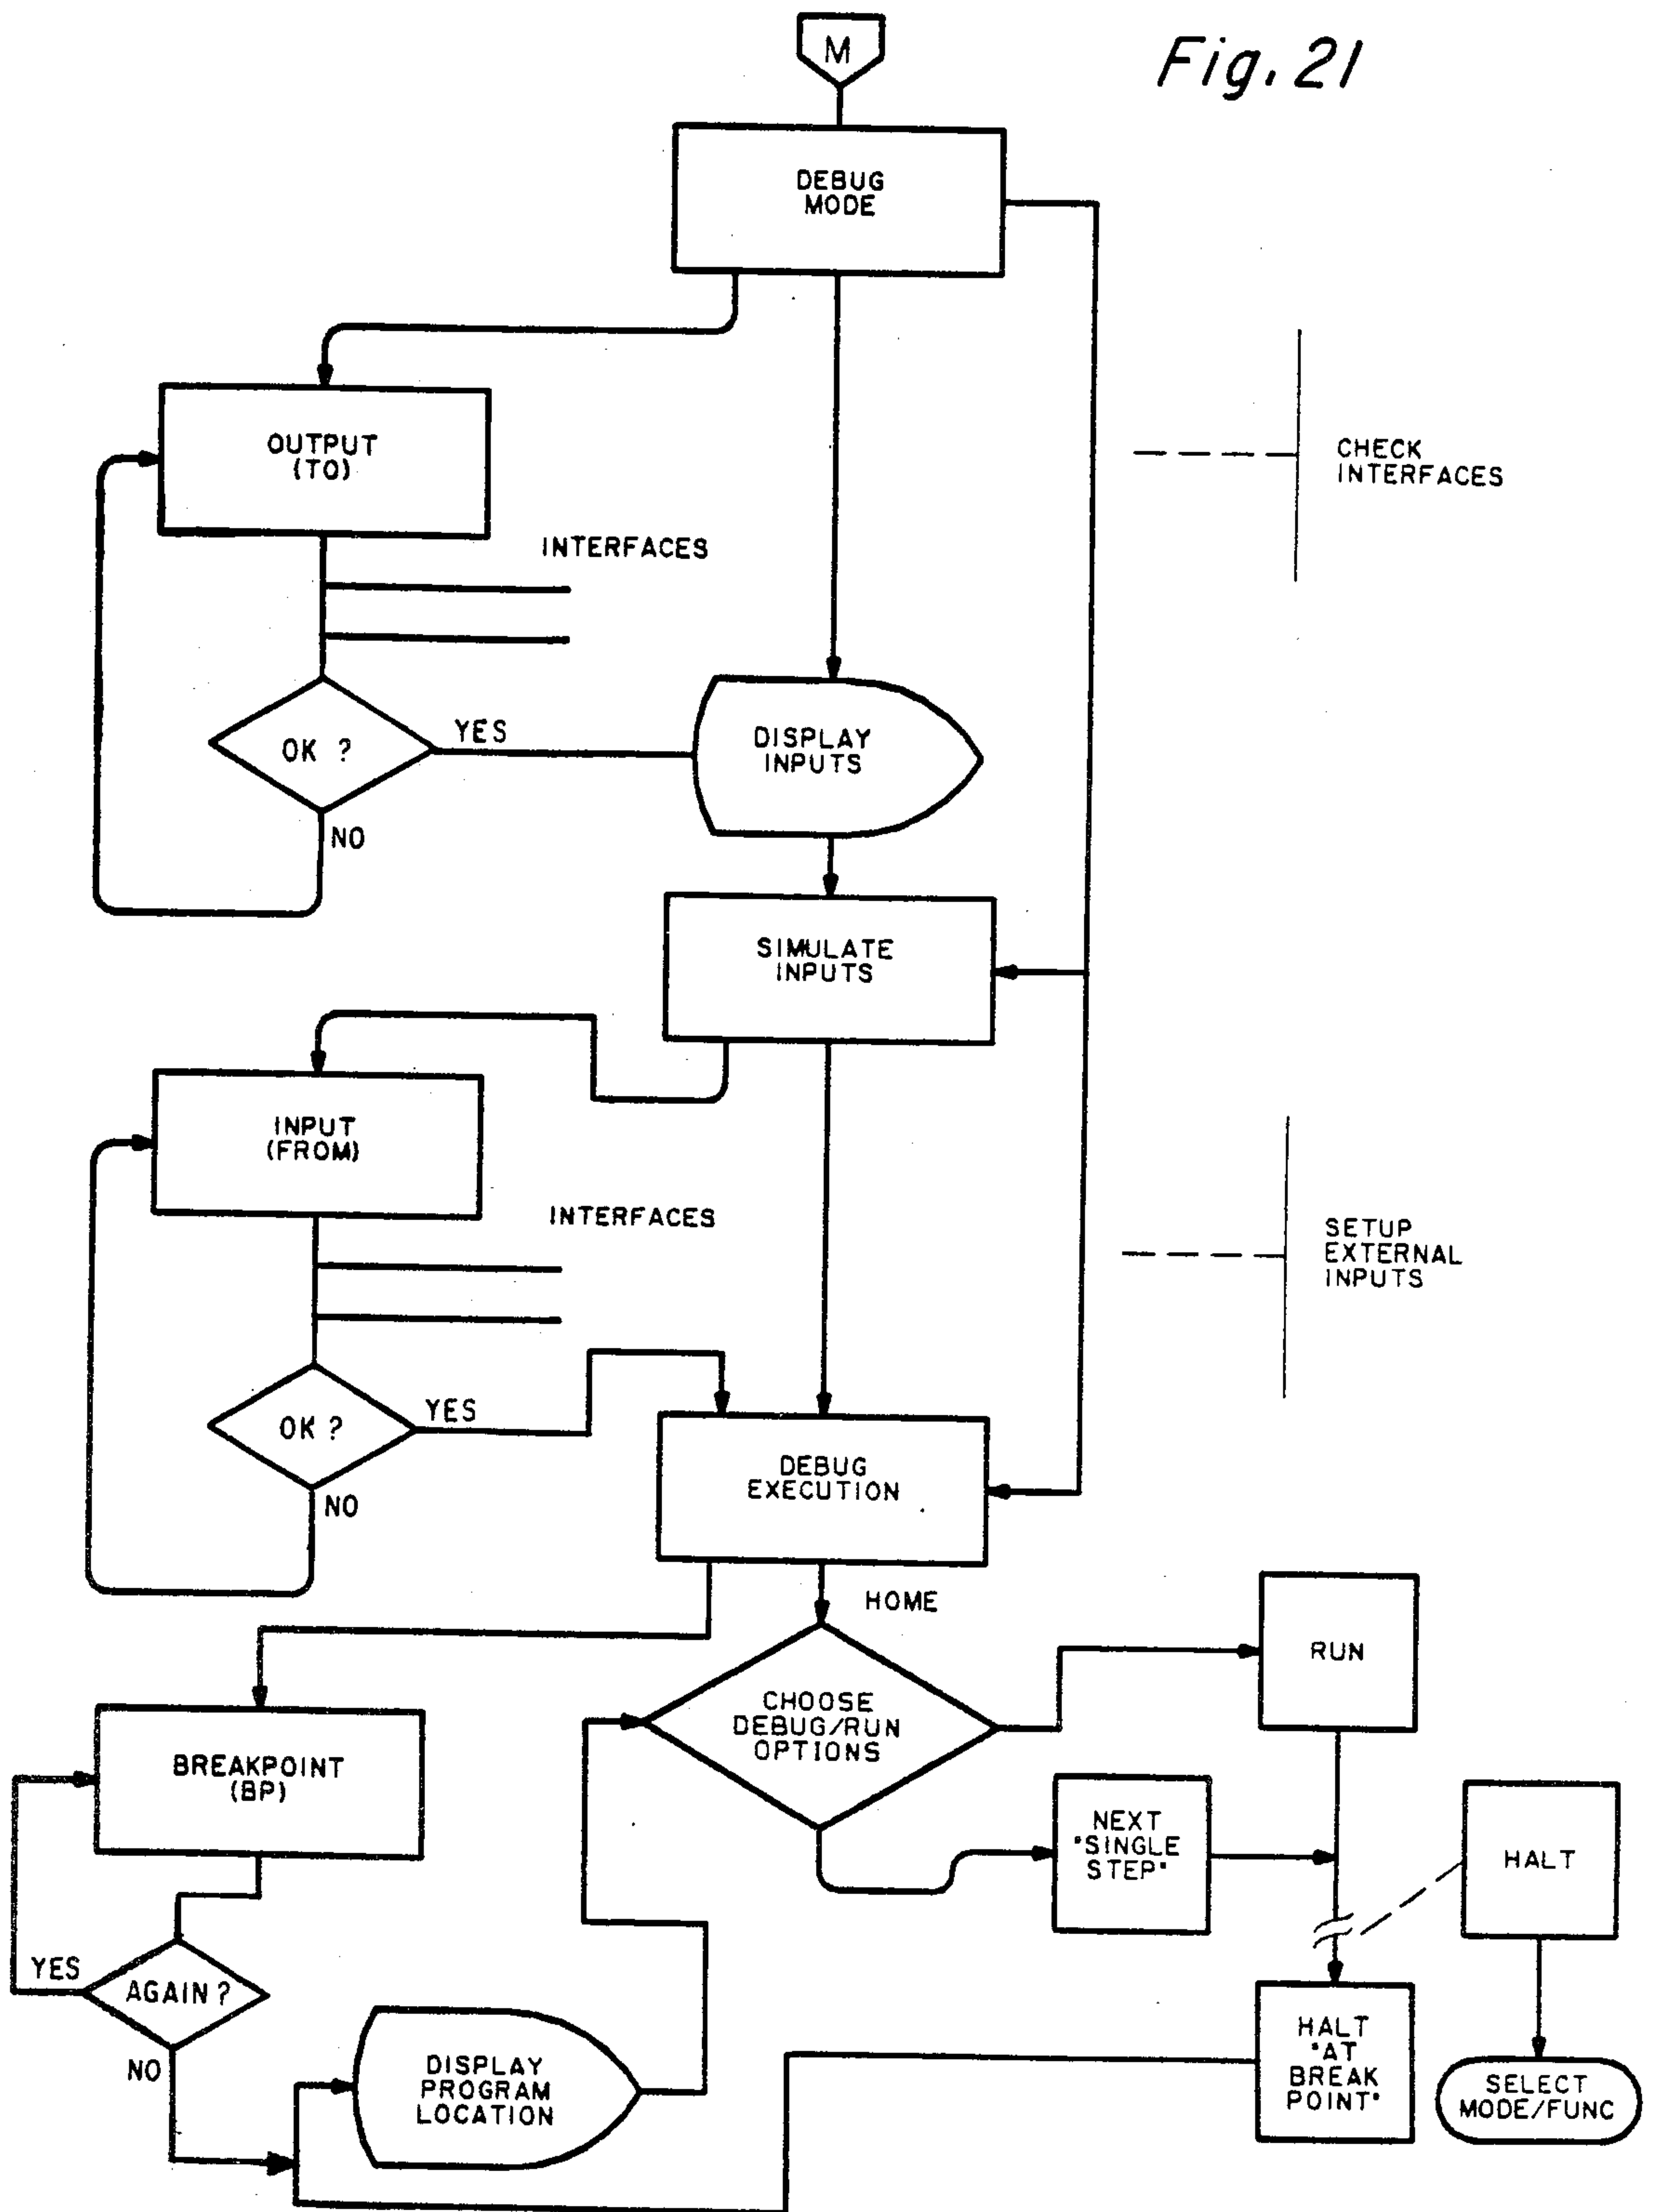 M
Fig. 21
DEBUG
MODE
OUTPUT
(TO)
CHECK
INTERFACES
INTERFACES
OK ?
YES
NO
DISPLAY
INPUTS
SIMULATE
INPUTS
INPUT
(FROM)
INTERFACES
SETUP
EXTERNAL
INPUTS
OK ?
YES
NO
DEBUG
EXECUTION
HOME
RUN
CHOOSE
DEBUG/RUN
OPTIONS
BREAKPOINT
(BP)
NEXT
"SINGLE
STEP"
HALT
YES
AGAIN ?
NO
DISPLAY
PROGRAM
LOCATION
HALT
"AT
BREAK
POINT"
SELECT
MODE/FUNC